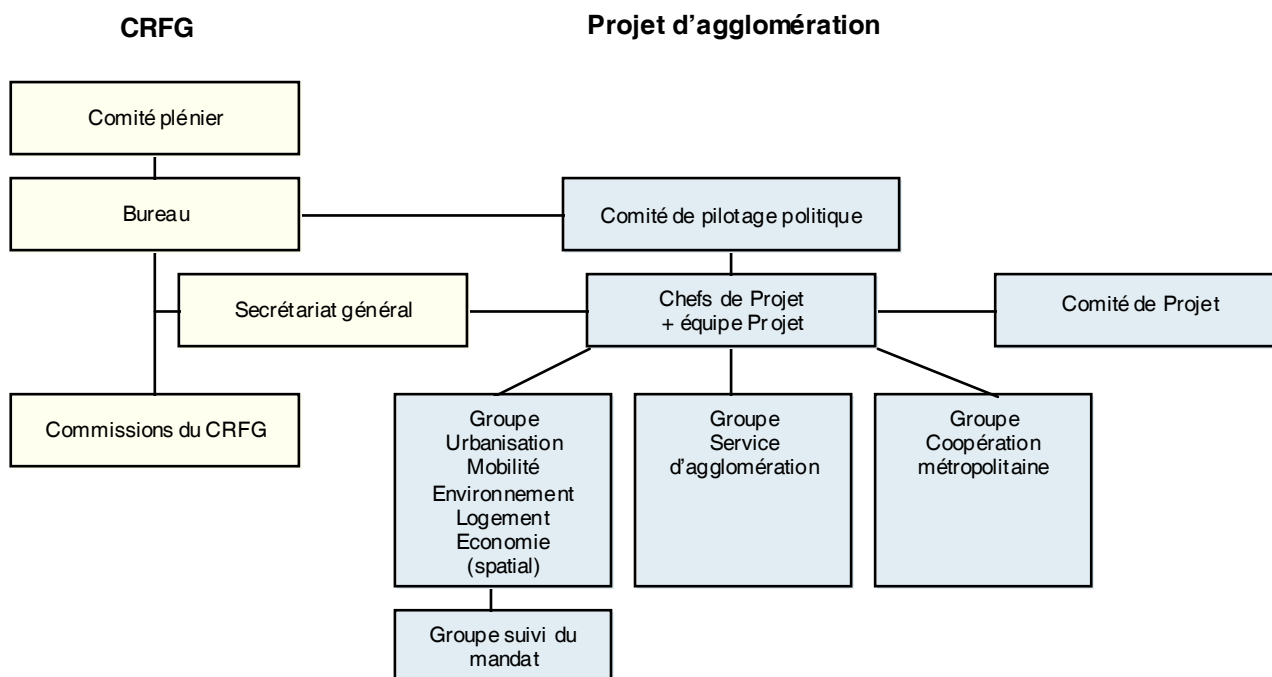 CRFG
Projet d'agglomération
Comité plénier
Bureau
Comité de pilotage politique
Secrétariat général
Chefs de Projet
+ équipe Projet
Comité de Projet
Commissions du CRFG
Groupe
Urbanisation
Mobilité
Environnement
Logement
Economie
(spatial)
Groupe
Service
d'agglomération
Groupe
Coopération
métropolitaine
Groupe suivi du
mandat